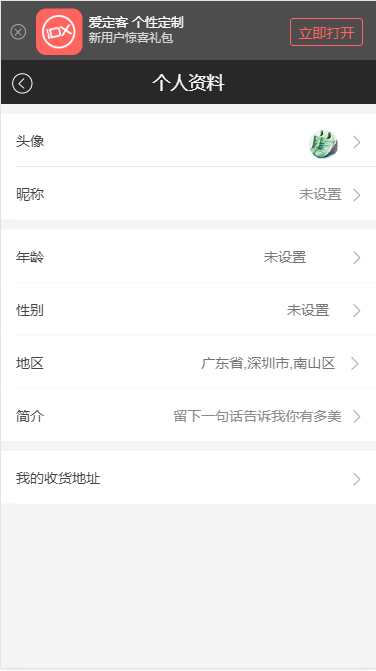 IDX
爱定客 个性定制
新用户惊喜礼包
立即打开
个人资料
头像
昵称 未设置
年龄 未设置
性别 未设置
地区 广东省,深圳市,南山区
简介 留下一句话告诉我你有多美
我的收货地址